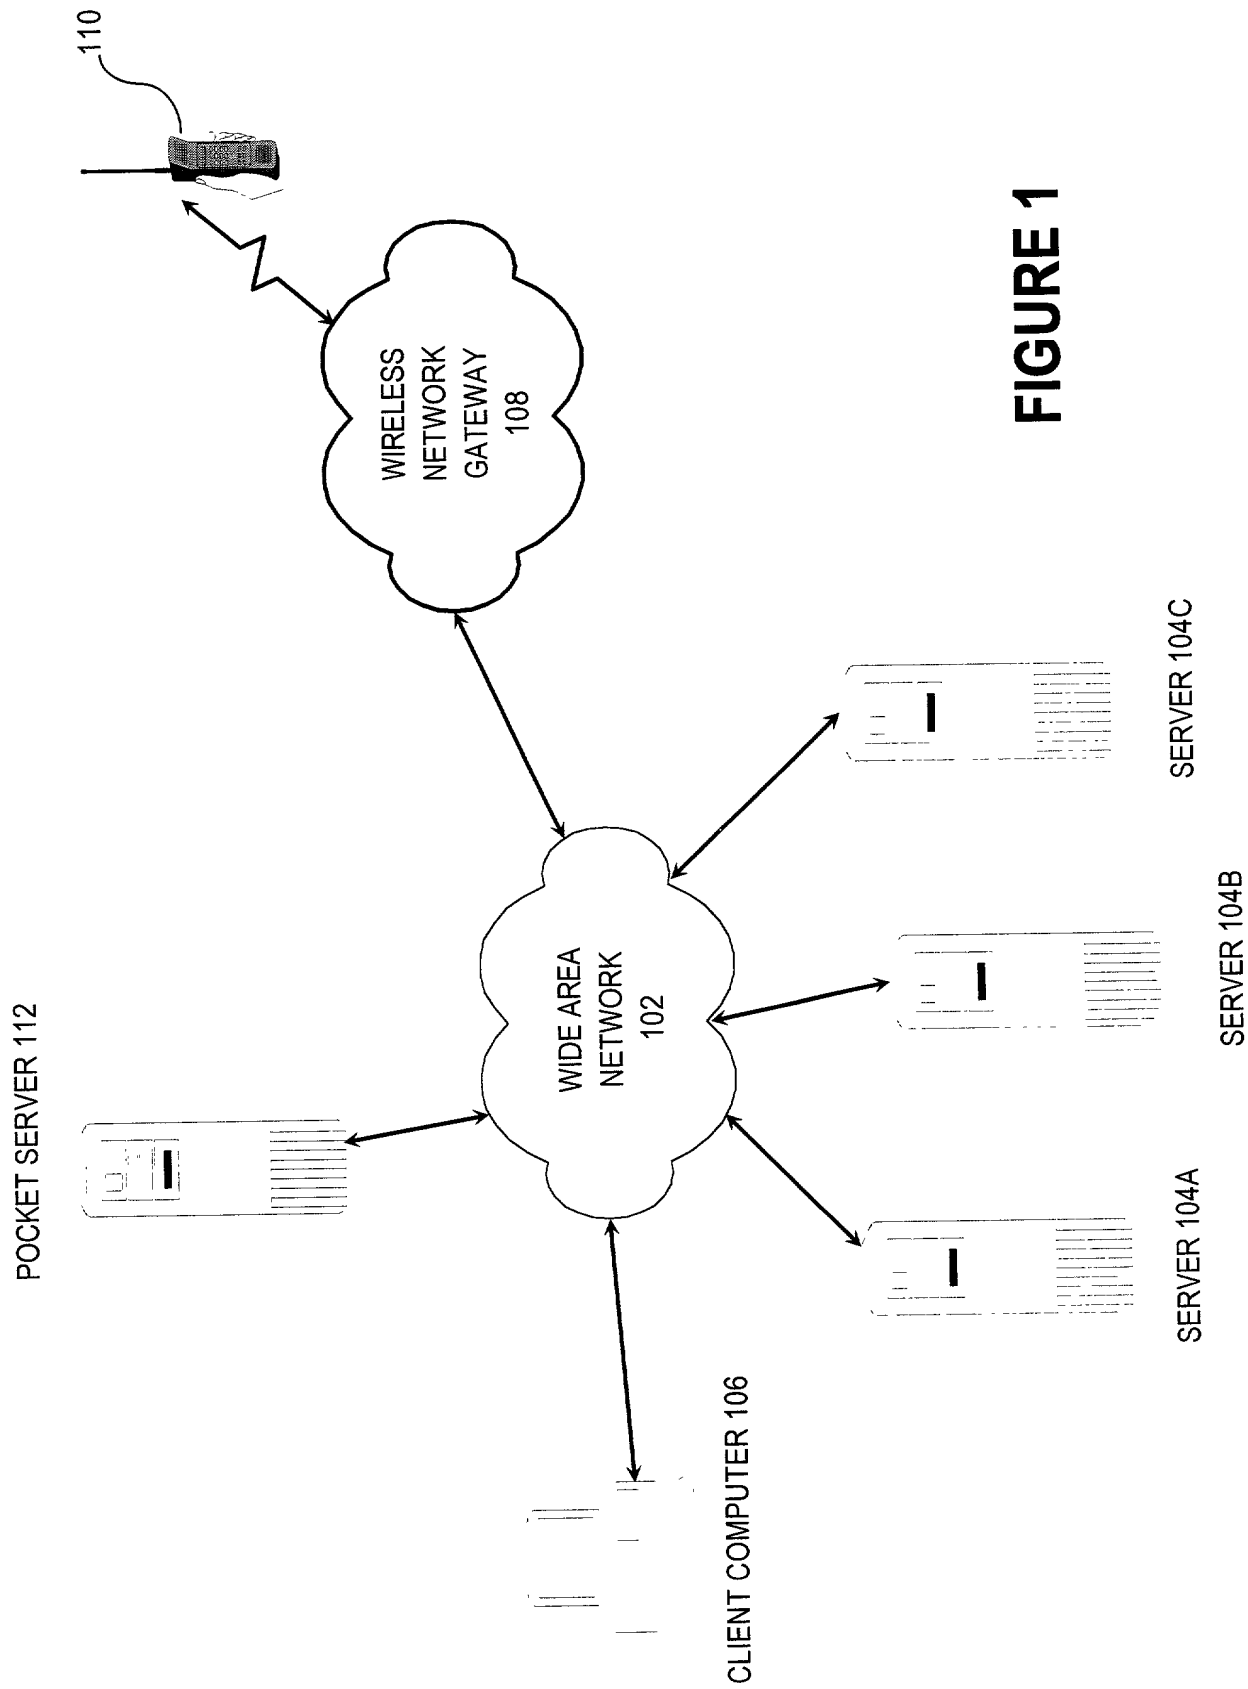 POCKET SERVER 112
110
WIRELESS
NETWORK
GATEWAY
108
WIDE AREA
NETWORK
102
CLIENT COMPUTER 106
SERVER 104A
SERVER 104B
SERVER 104C
FIGURE 1